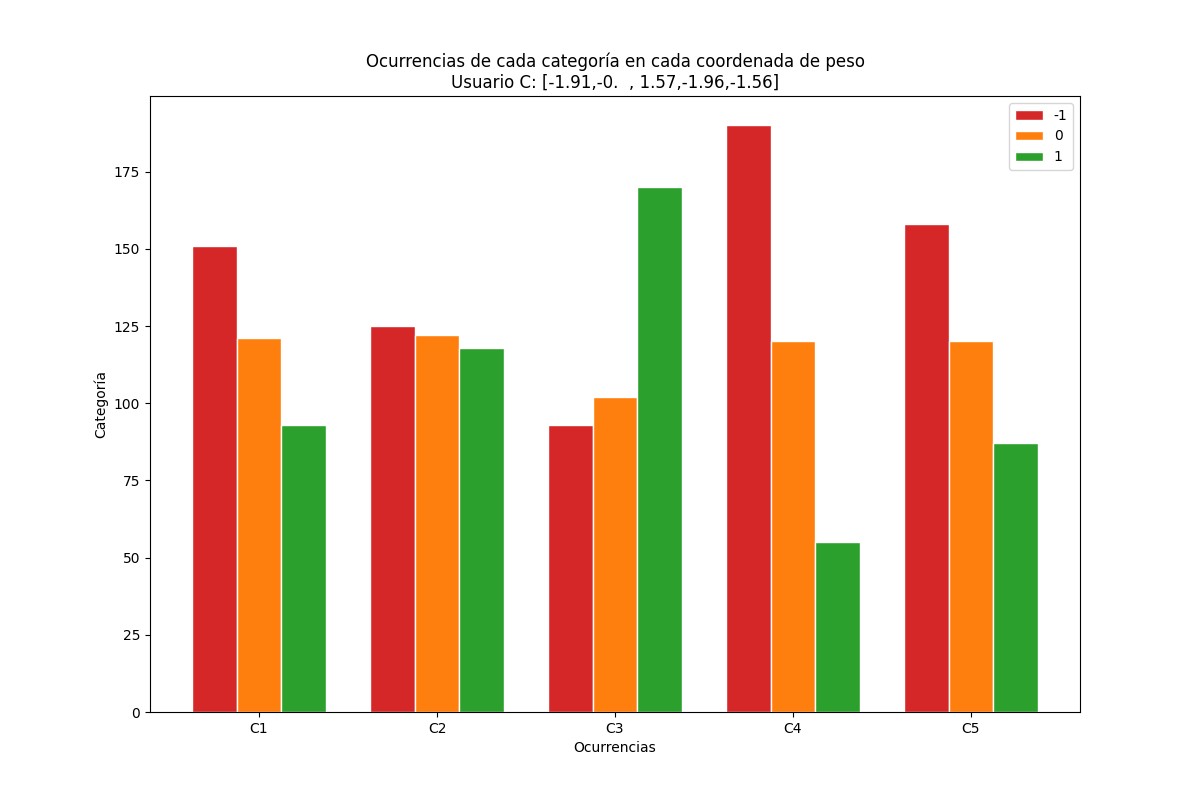 Ocurrencias de cada categoría en cada coordenada de peso
Usuario C: [-1.91,-0.  , 1.57,-1.96,-1.56]
-1
0
1
175
150
125
100
75
50
25
0
Categoría
C1 C2 C3 C4 C5
Ocurrencias